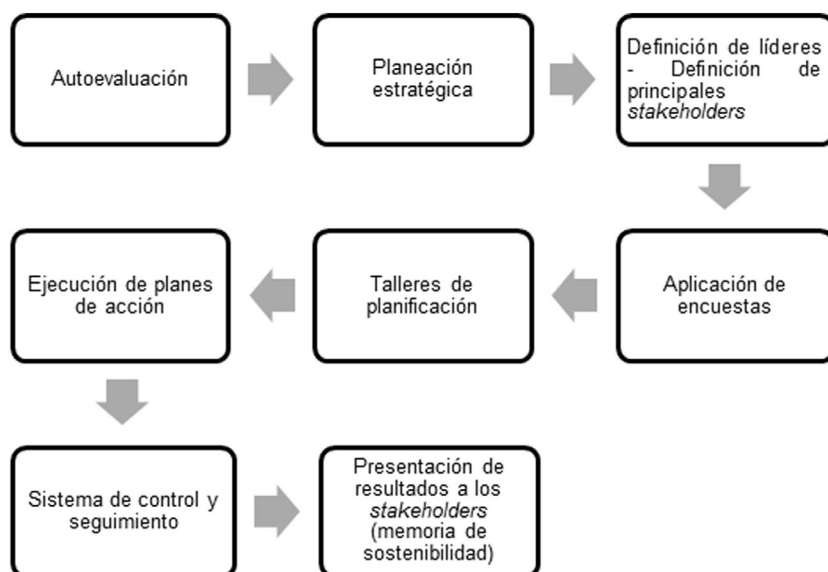 Autoevaluación
Planeación
estratégica
Definición de líderes
- Definición de
principales
stakeholders
Aplicación de
encuestas
Talleres de
planificación
Ejecución de planes
de acción
Sistema de control y
seguimiento
Presentación de
resultados a los
stakeholders
(memoria de
sostenibilidad)